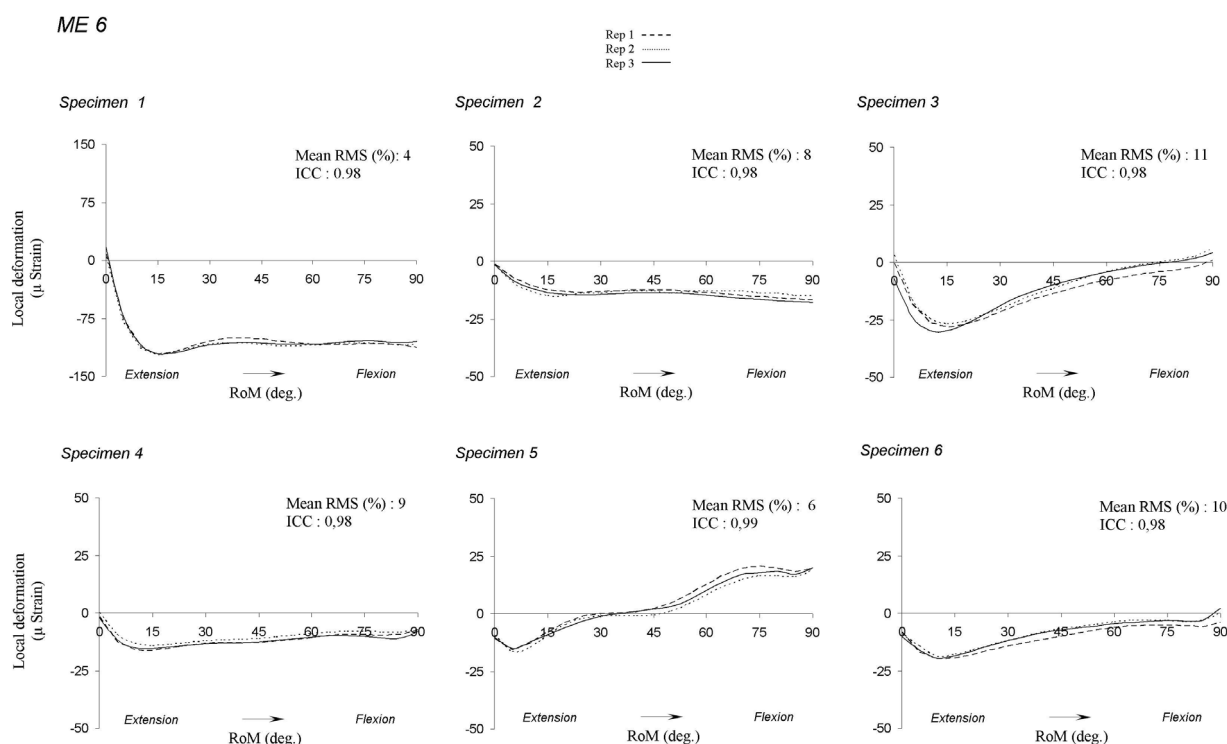 ME 6
Rep 1
Rep 2
Rep 3
Specimen 1
150
75
0
-75
-150
0 15 30 45 60 75 90
Mean RMS (%): 4
ICC : 0.98
Local deformation
(μ Strain)
Extension Flexion
RoM (deg.)
Specimen 2
50
25
0
-25
-50
0 15 30 45 60 75 90
Mean RMS (%) : 8
ICC : 0,98
Extension Flexion
RoM (deg.)
Specimen 3
50
25
0
-25
-50
0 15 30 45 60 75 90
Mean RMS (%) : 11
ICC : 0,98
Extension Flexion
RoM (deg.)
Specimen 4
50
25
0
-25
-50
0 15 30 45 60 75 90
Mean RMS (%) : 9
ICC : 0,98
Local deformation
(μ Strain)
Extension Flexion
RoM (deg.)
Specimen 5
50
25
0
-25
-50
0 15 30 45 60 75 90
Mean RMS (%) : 6
ICC : 0,99
Extension Flexion
RoM (deg.)
Specimen 6
50
25
0
-25
-50
0 15 30 45 60 75 90
Mean RMS (%) : 10
ICC : 0,98
Extension Flexion
RoM (deg.)